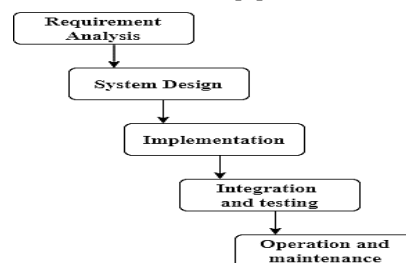 Requirement
Analysis
System Design
Implementation
Integration
and testing
Operation and
maintenance